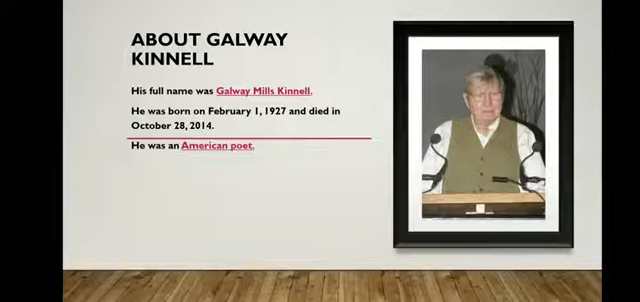 ABOUT GALWAY
KINNELL
His full name was Galway Mills Kinnell.
He was born on February 1, 1927 and died in
October 28, 2014.
He was an American poet.